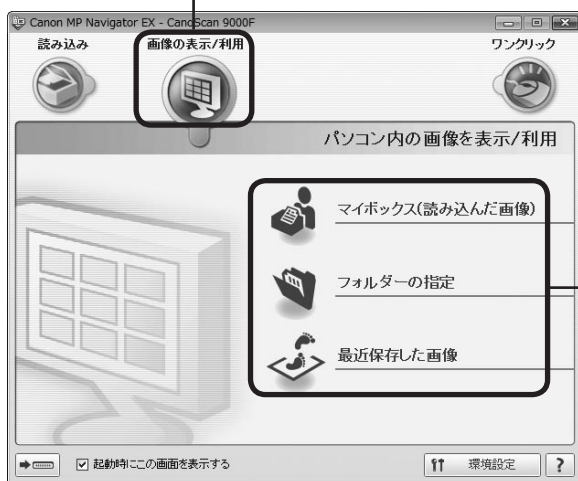 Canon MP Navigator EX - CanoScan 9000F
読み込み
画像の表示/利用
ワンクリック
パソコン内の画像を表示/利用
マイボックス(読み込んだ画像)
フォルダーの指定
最近保存した画像
起動時にこの画面を表示する
環境設定
?